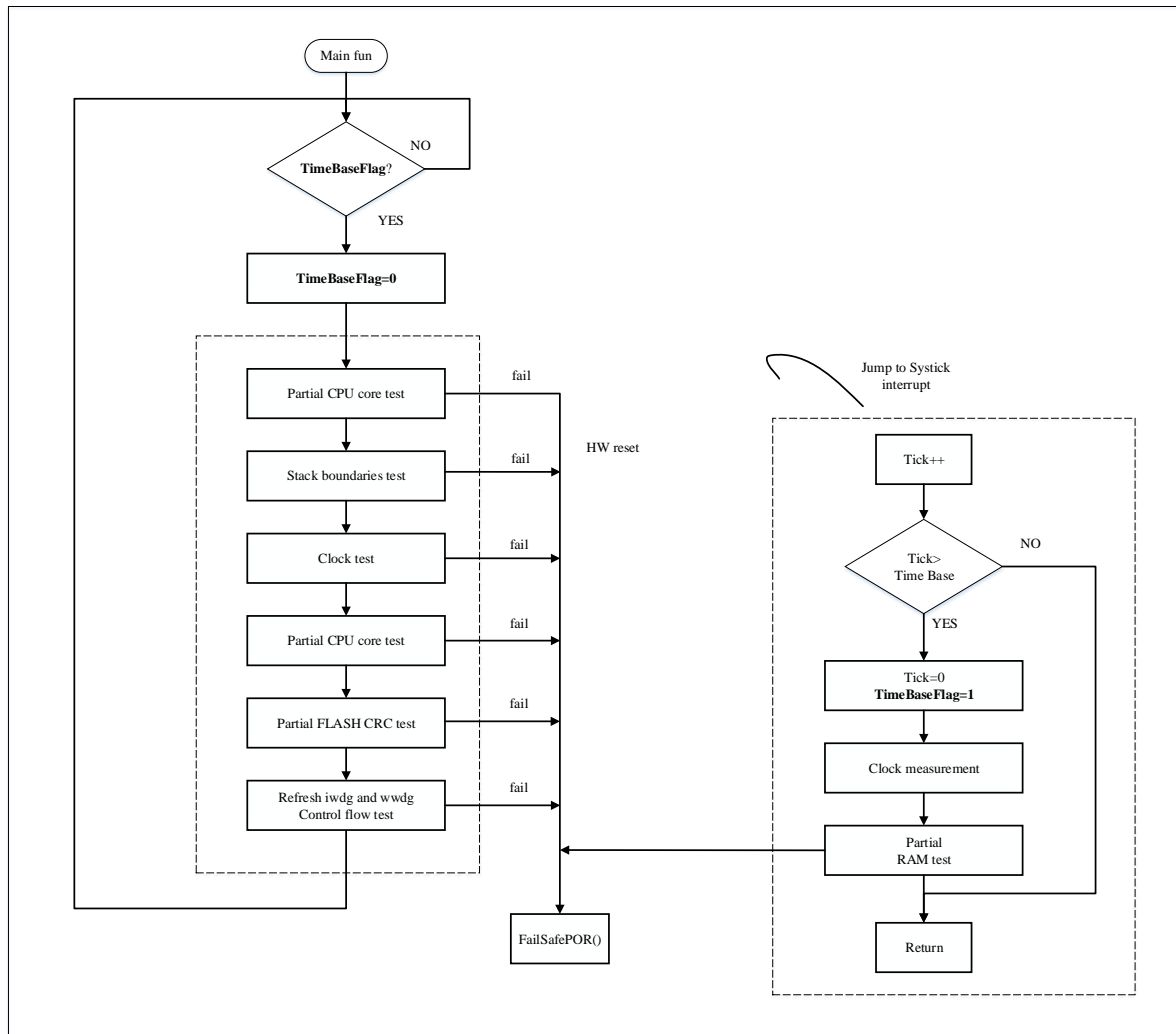 Main fun
NO
TimeBaseFlag?
YES
TimeBaseFlag=0
Partial CPU core test
fail
Stack boundaries test
fail
HW reset
Clock test
fail
Partial CPU core test
fail
Partial FLASH CRC test
fail
Refresh iwdg and wwdg
Control flow test
fail
FailSafePOR()
Jump to Systick
interrupt
Tick++
Tick>
Time Base
NO
YES
Tick=0
TimeBaseFlag=1
Clock measurement
Partial
RAM test
Return